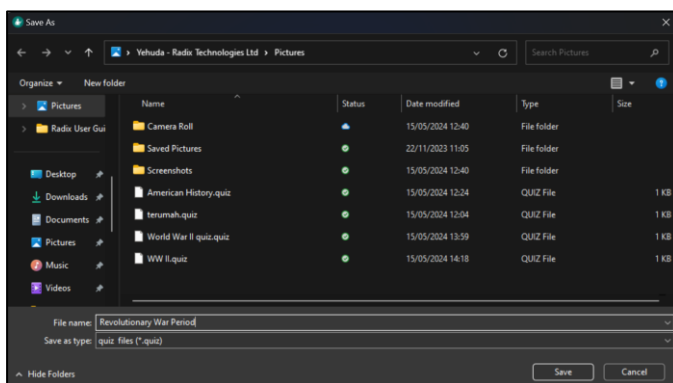 Save As
Yehuda - Radix Technologies Ltd > Pictures
Search Pictures
Organize
New folder
Pictures
Radix User Gui
Desktop
Downloads
Documents
Pictures
Music
Videos
Name Status Date modified Type Size
Camera Roll 15/05/2024 12:40 File folder
Saved Pictures 22/11/2023 11:05 File folder
Screenshots 15/05/2024 12:40 File folder
American History.quiz 15/05/2024 12:24 QUIZ File 1 KB
terumah.quiz 15/05/2024 12:04 QUIZ File 1 KB
World War II quiz.quiz 15/05/2024 13:59 QUIZ File 1 KB
WW II.quiz 15/05/2024 14:18 QUIZ File 1 KB
File name: Revolutionary War Period
Save as type: quiz files (*.quiz)
Hide Folders
Save
Cancel